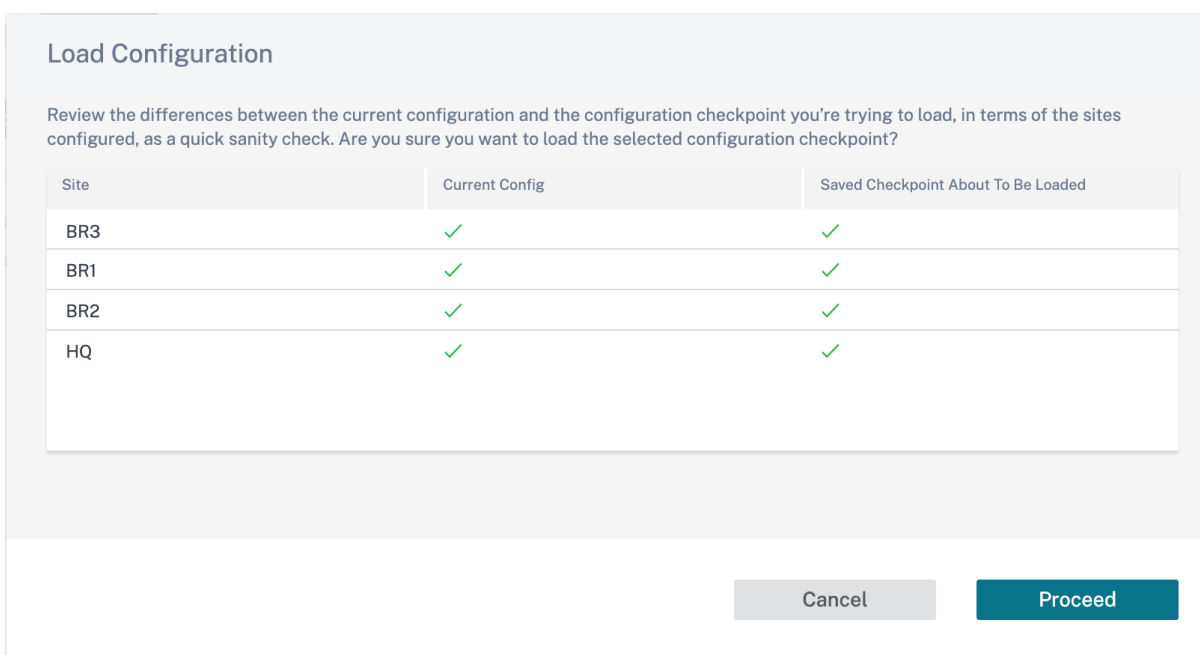 Load Configuration
Review the differences between the current configuration and the configuration checkpoint you’re trying to load, in terms of the sites
configured, as a quick sanity check. Are you sure you want to load the selected configuration checkpoint?
Site Current Config Saved Checkpoint About To Be Loaded
BR3 ✓ ✓
BR1 ✓ ✓
BR2 ✓ ✓
HQ ✓ ✓
Cancel Proceed